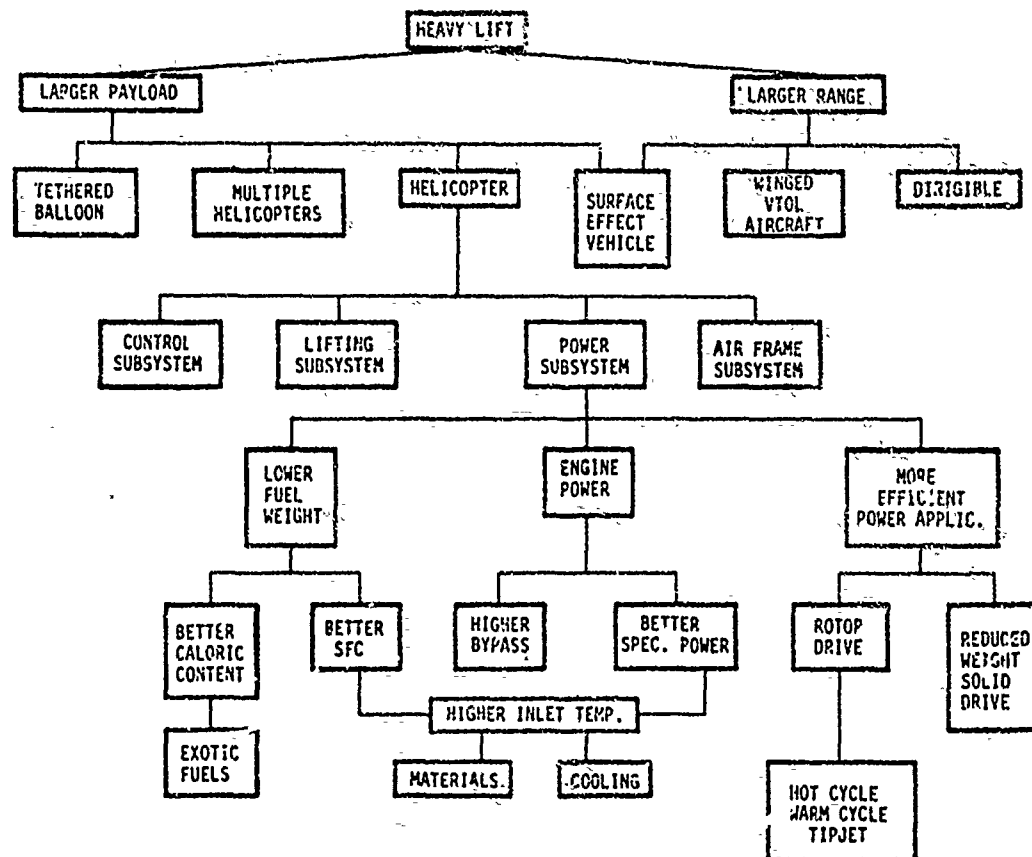 HEAVY LIFT
LARGER PAYLOAD
LARGER RANGE
TETHERED
BALLOON
MULTIPLE
HELICOPTERS
HELICOPTER
SURFACE
EFFECT
VEHICLE
WINGED
VTOL
AIRCRAFT
DIRIGIBLE
CONTROL
SUBSYSTEM
LIFTING
SUBSYSTEM
POWER
SUBSYSTEM
AIR FRAME
SUBSYSTEM
LOWER
FUEL
WEIGHT
ENGINE
POWER
MORE
EFFICIENT
POWER APPLIC.
BETTER
CALORIC
CONTENT
BETTER
SFC
HIGHER
BYPASS
BETTER
SPEC. POWER
ROTOP
DRIVE
REDUCED
WEIGHT
SOLID
DRIVE
HIGHER INLET TEMP.
EXOTIC
FUELS
MATERIALS.
COOLING
HOT CYCLE
WARM CYCLE
TIPJET